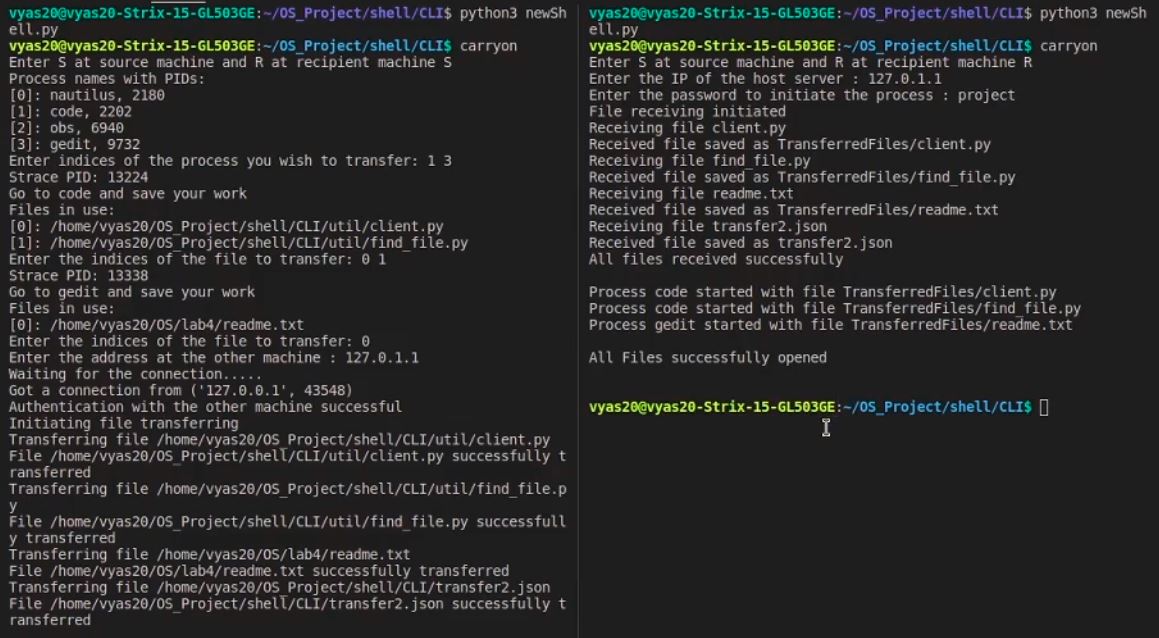 vyas20@vyas20-Strix-15-GL503GE:~/OS_Project/shell/CLI$ python3 newSh
ell.py
vyas20@vyas20-Strix-15-GL503GE:~/OS_Project/shell/CLI$ carryon
Enter S at source machine and R at recipient machine S
Process names with PIDs:
[0]: nautilus, 2180
[1]: code, 2202
[2]: obs, 6940
[3]: gedit, 9732
Enter indices of the process you wish to transfer: 1 3
Strace PID: 13224
Go to code and save your work
Files in use:
[0]: /home/vyas20/OS_Project/shell/CLI/util/client.py
[1]: /home/vyas20/OS_Project/shell/CLI/util/find_file.py
Enter the indices of the file to transfer: 0 1
Strace PID: 13338
Go to gedit and save your work
Files in use:
[0]: /home/vyas20/OS/lab4/readme.txt
Enter the indices of the file to transfer: 0
Enter the address at the other machine : 127.0.1.1
Waiting for the connection.....
Got a connection from ('127.0.0.1', 43548)
Authentication with the other machine successful
Initiating file transferring
Transferring file /home/vyas20/OS_Project/shell/CLI/util/client.py
File /home/vyas20/OS_Project/shell/CLI/util/client.py successfully t
ransferred
Transferring file /home/vyas20/OS_Project/shell/CLI/util/find_file.p
y
File /home/vyas20/OS_Project/shell/CLI/util/find_file.py successfull
y transferred
Transferring file /home/vyas20/OS/lab4/readme.txt
File /home/vyas20/OS/lab4/readme.txt successfully transferred
Transferring file /home/vyas20/OS_Project/shell/CLI/transfer2.json
File /home/vyas20/OS_Project/shell/CLI/transfer2.json successfully t
ransferred
vyas20@vyas20-Strix-15-GL503GE:~/OS_Project/shell/CLI$ python3 newSh
ell.py
vyas20@vyas20-Strix-15-GL503GE:~/OS_Project/shell/CLI$ carryon
Enter S at source machine and R at recipient machine R
Enter the IP of the host server : 127.0.1.1
Enter the password to initiate the process : project
File receiving initiated
Receiving file client.py
Received file saved as TransferredFiles/client.py
Receiving file find_file.py
Received file saved as TransferredFiles/find_file.py
Receiving file readme.txt
Received file saved as TransferredFiles/readme.txt
Receiving file transfer2.json
Received file saved as transfer2.json
All files received successfully
Process code started with file TransferredFiles/client.py
Process code started with file TransferredFiles/find_file.py
Process gedit started with file TransferredFiles/readme.txt
All Files successfully opened
vyas20@vyas20-Strix-15-GL503GE:~/OS_Project/shell/CLI$